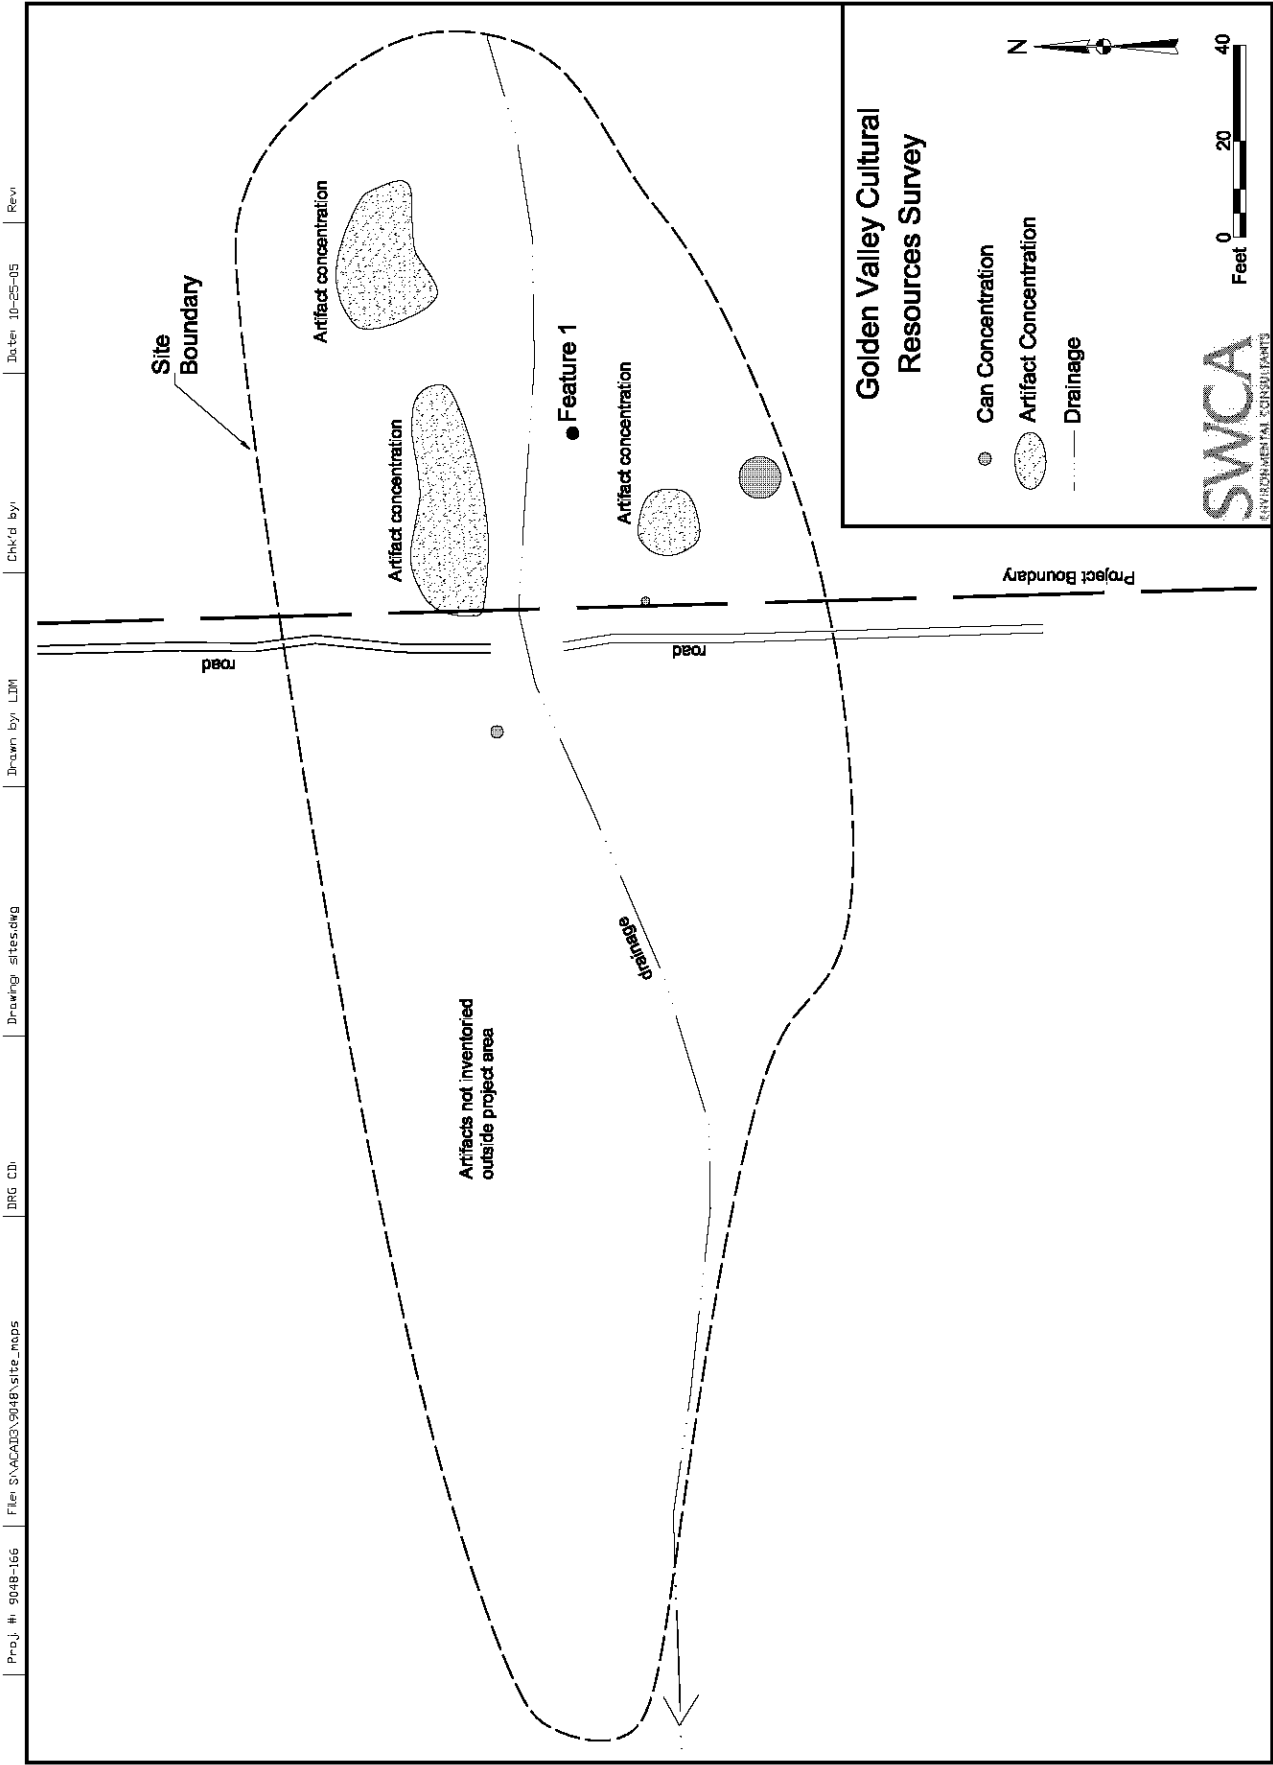 Proj. #: 9048-166
File: S:\ACAD3\9048\site_maps
DRG CD:
Drawing: sites.dwg
Drawn by: LDM
Chk'd by:
Date: 10-25-05
Rev:
Site
Boundary
Artifact concentration
Artifact concentration
Feature 1
Artifact concentration
road
road
Project Boundary
drainage
Artifacts not inventoried
outside project area
Golden Valley Cultural
Resources Survey
Can Concentration
Artifact Concentration
Drainage
N
0 20 40
Feet
SWCA
ENVIRONMENTAL CONSULTANTS